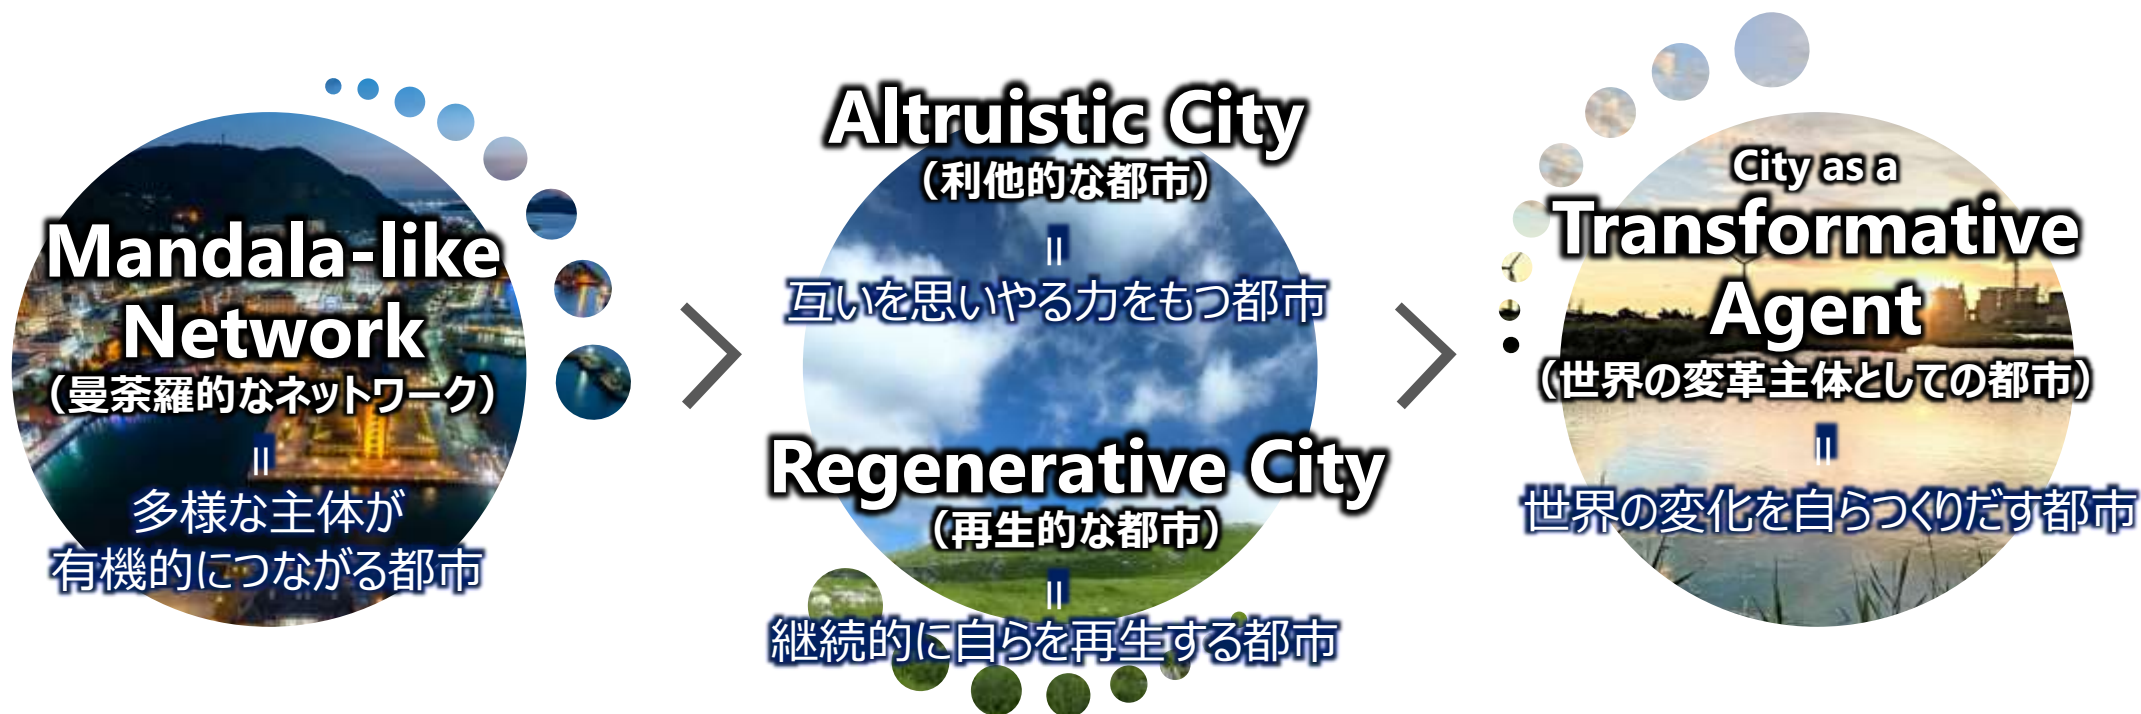 Mandala-like
Network
（曼荼羅的なネットワーク）
=
多様な主体が
有機的につながる都市
Altruistic City
（利他的な都市）
=
互いを思いやる力をもつ都市
Regenerative City
（再生的な都市）
=
継続的に自らを再生する都市
City as a
Transformative
Agent
（世界の変革主体としての都市）
=
世界の変化を自らつくりだす都市